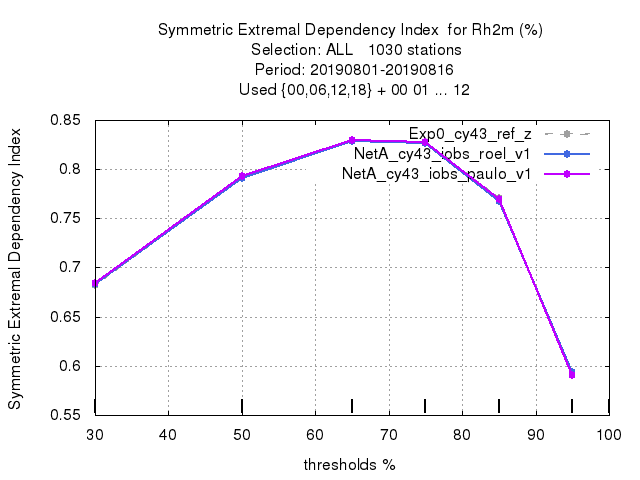 Symmetric Extremal Dependency Index  for Rh2m (%)
Selection: ALL   1030 stations
Period: 20190801-20190816
Used {00,06,12,18} + 00 01 ... 12
Symmetric Extremal Dependency Index
0.85
0.8
0.75
0.7
0.65
0.6
0.55
Exp0_cy43_ref_z
NetA_cy43_iobs_roel_v1
NetA_cy43_iobs_paulo_v1
30 40 50 60 70 80 90 100
thresholds %